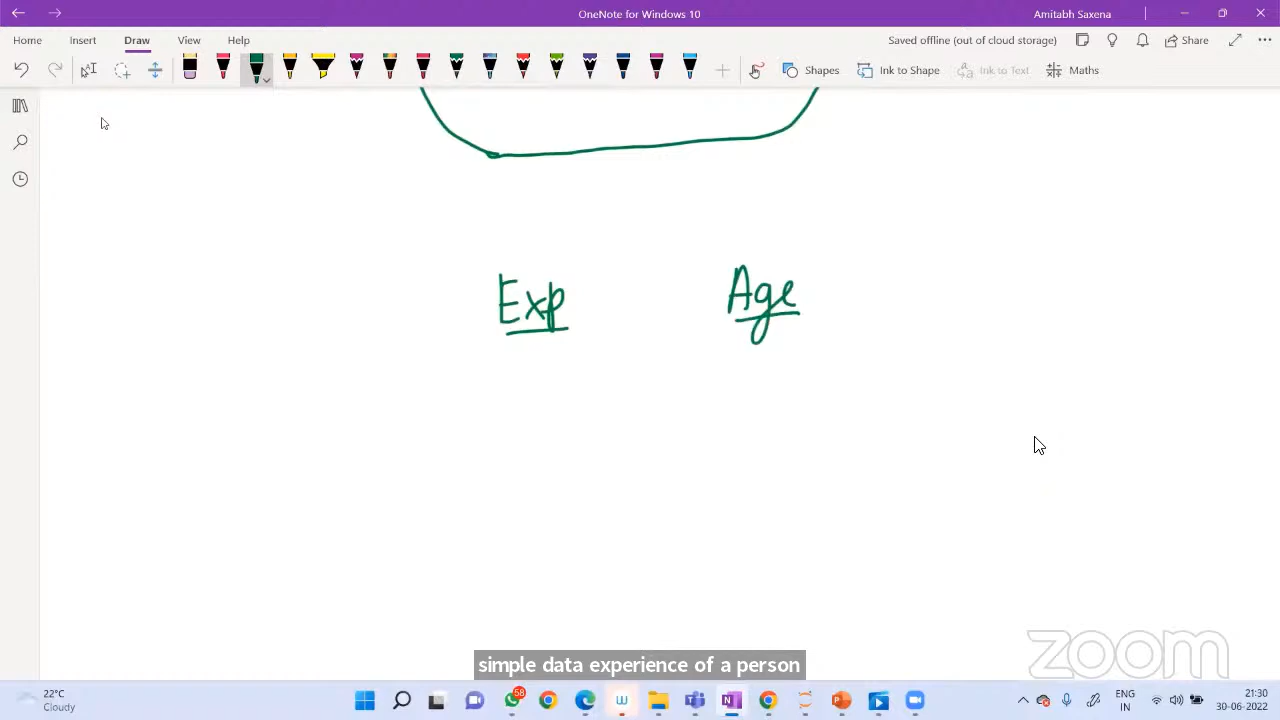 OneNote for Windows 10
Amitabh Saxena
Home Insert Draw View Help
Saved offline (out of cloud storage)
Share
Shapes
Ink to Shape
Ink to Text
Maths
Exp Age
simple data experience of a person
zoom
22°C
Cloudy
58
ENG
IN
21:30
30-08-2022